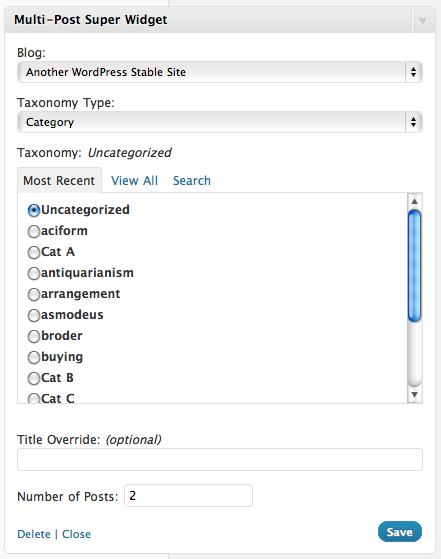 Multi-Post Super Widget
Blog:
Another WordPress Stable Site
Taxonomy Type:
Category
Taxonomy: Uncategorized
Most Recent View All Search
Uncategorized
aciform
Cat A
antiquarianism
arrangement
asmodeus
broder
buying
Cat B
Cat C
Title Override: (optional)
Number of Posts: 2
Delete | Close Save